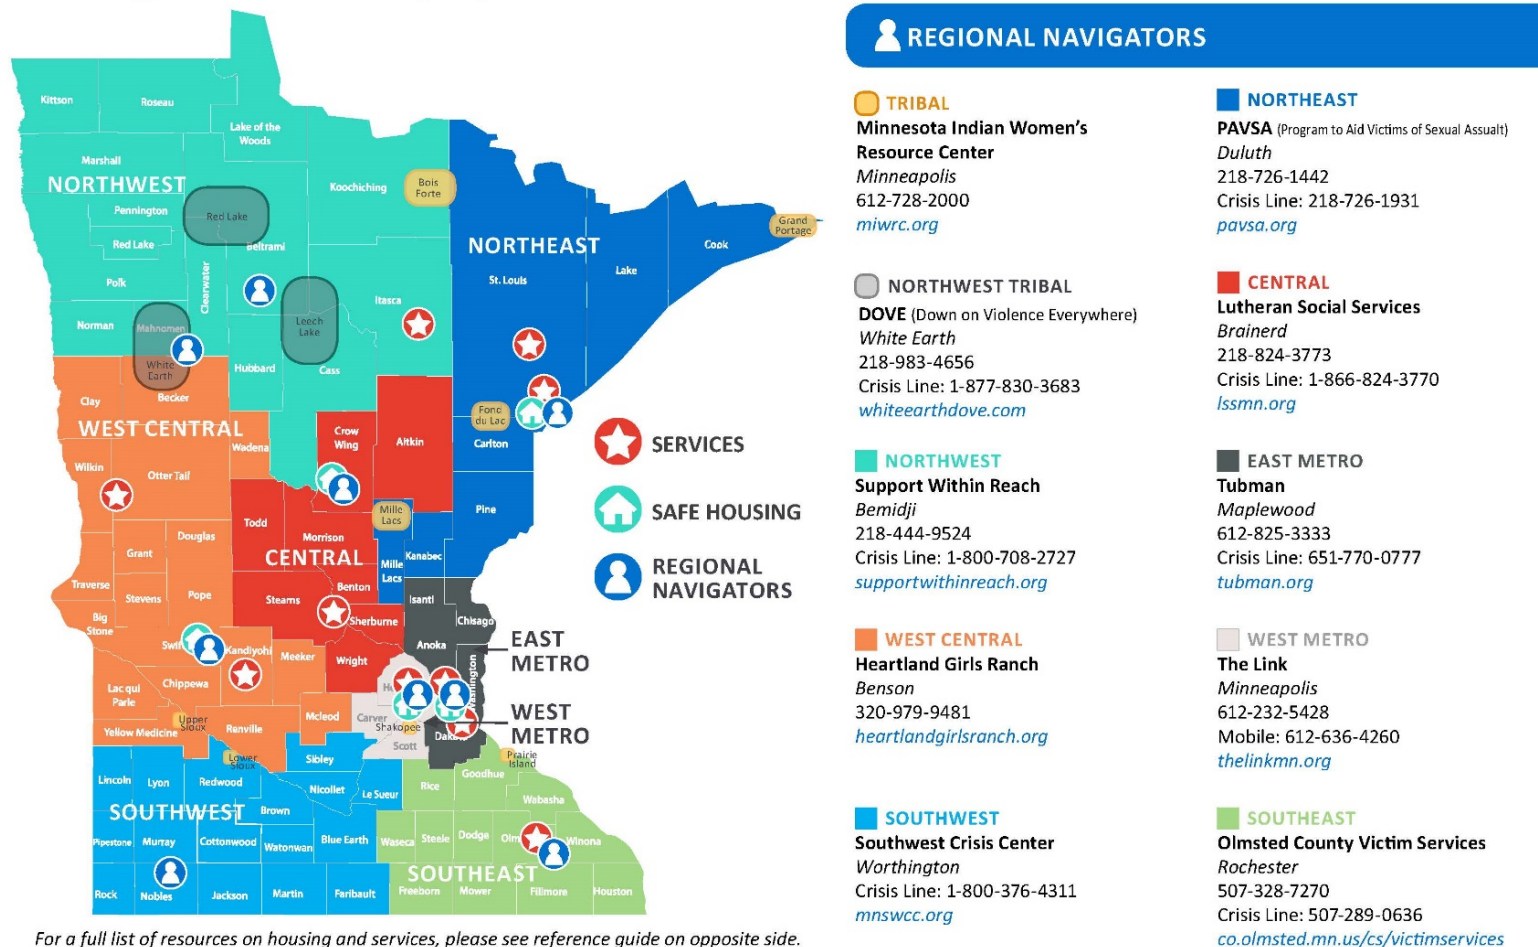 Kittson
Roseau
Lake of the
Woods
Marshall
NORTHWEST
Koochiching
Bois
Forte
Pennington
Red Lake
Red Lake
Beltrami
Clearwater
Polk
Itasca
Norman
Mahnomen
Leech
Lake
White
Earth
Hubbard
Cass
NORTHEAST
St. Louis
Lake
Cook
Grand
Portage
Fond
du Lac
Carlton
Pine
Clay
Becker
WEST CENTRAL
Wadena
Wilkin
Otter Tail
Crow
Wing
Aitkin
Mille
Lacs
Mille
Lacs
Kanabec
Todd
Morrison
CENTRAL
Benton
Stearns
Sherburne
Wright
Grant
Douglas
Traverse
Stevens
Pope
Big
Stone
Kandiyohi
Meeker
Chippewa
Lac qui
Parle
Upper
Sioux
Yellow Medicine
Renville
Mcleod
Isanti
Chisago
Anoka
Washington
Carver
Shakopee
Scott
EAST
METRO
WEST
METRO
Lower
Sioux
Sibley
Lincoln
Lyon
Redwood
Nicollet
Le Sueur
SOUTHWEST
Brown
Pipestone
Murray
Cottonwood
Watonwan
Blue Earth
Rock
Nobles
Jackson
Martin
Faribault
Prairie
Island
Goodhue
Rice
Wabasha
Waseca
Steele
Dodge
Winona
SOUTHEAST
Freeborn
Mower
Fillmore
Houston
SERVICES
SAFE HOUSING
REGIONAL
NAVIGATORS
For a full list of resources on housing and services, please see reference guide on opposite side.
REGIONAL NAVIGATORS
TRIBAL
Minnesota Indian Women's
Resource Center
Minneapolis
612-728-2000
miwrc.org
NORTHWEST TRIBAL
DOVE (Down on Violence Everywhere)
White Earth
218-983-4656
Crisis Line: 1-877-830-3683
whiteearthdove.com
NORTHWEST
Support Within Reach
Bemidji
218-444-9524
Crisis Line: 1-800-708-2727
supportwithinreach.org
WEST CENTRAL
Heartland Girls Ranch
Benson
320-979-9481
heartlandgirlsranch.org
SOUTHWEST
Southwest Crisis Center
Worthington
Crisis Line: 1-800-376-4311
mnswcc.org
NORTHEAST
PAVSA (Program to Aid Victims of Sexual Assualt)
Duluth
218-726-1442
Crisis Line: 218-726-1931
pavsa.org
CENTRAL
Lutheran Social Services
Brainerd
218-824-3773
Crisis Line: 1-866-824-3770
lssmn.org
EAST METRO
Tubman
Maplewood
612-825-3333
Crisis Line: 651-770-0777
tubman.org
WEST METRO
The Link
Minneapolis
612-232-5428
Mobile: 612-636-4260
thelinkmn.org
SOUTHEAST
Olmsted County Victim Services
Rochester
507-328-7270
Crisis Line: 507-289-0636
co.olmsted.mn.us/cs/victimservices